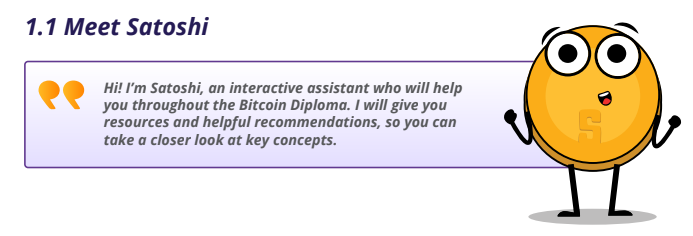 1.1 Meet Satoshi
Hi! I'm Satoshi, an interactive assistant who will help
you throughout the Bitcoin Diploma. I will give you
resources and helpful recommendations, so you can
take a closer look at key concepts.
S